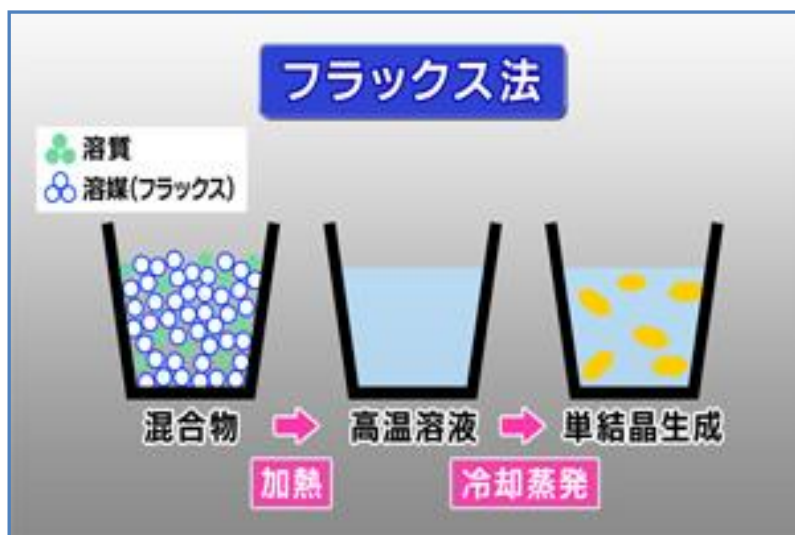 フラックス法
溶質
溶媒(フラックス)
混合物
高温溶液
単結晶生成
加熱
冷却蒸発